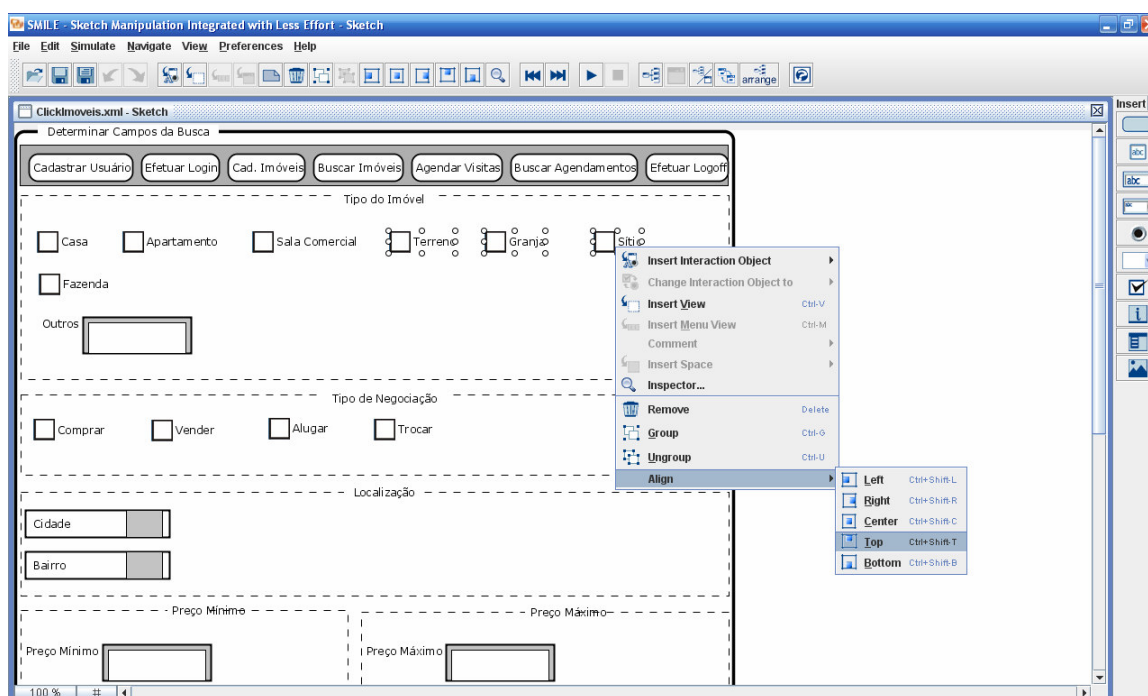 SMILE - Sketch Manipulation Integrated with Less Effort - Sketch
File Edit Simulate Navigate View Preferences Help
arrange
ClickImoveis.xml - Sketch
Insert
Determinar Campos da Busca
Cadastrar Usuário Efetuar Login Cad. Imóveis Buscar Imóveis Agendar Visitas Buscar Agendamentos Efetuar Logoff
Tipo do Imóvel
Casa Apartamento Sala Comercial Terreno Granja Sítio
Fazenda
Outros
Insert Interaction Object
Change Interaction Object to
Insert View Ctrl-V
Insert Menu View Ctrl-M
Comment
Insert Space
Inspector...
Remove Delete
Group Ctrl-G
Ungroup Ctrl-U
Align
Left Ctrl+Shift-L
Right Ctrl+Shift-R
Center Ctrl+Shift-C
Top Ctrl+Shift-T
Bottom Ctrl+Shift-B
Tipo de Negociação
Comprar Vender Alugar Trocar
Localização
Cidade
Bairro
Preço Mínimo Preço Máximo
Preço Mínimo Preço Máximo
100 % #
abc
abc